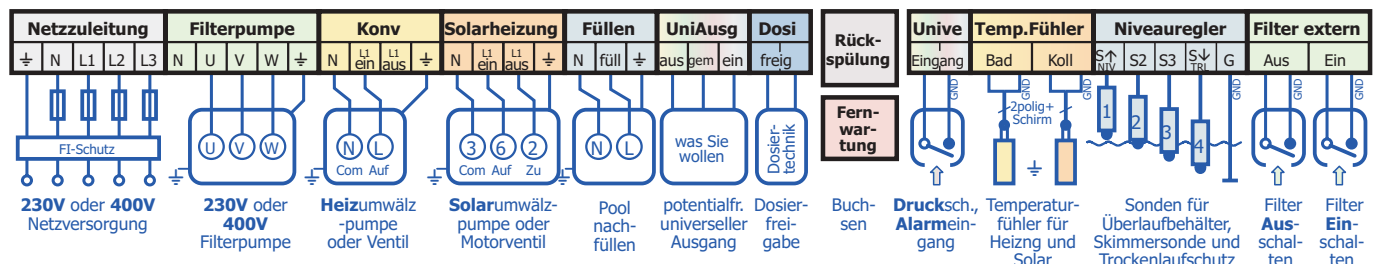 Netzzuleitung Filterpumpe Konv Solarheizung Füllen UniAusg Dosi
⏚ N L1 L2 L3 N U V W ⏚ N L1 ein L1 aus ⏚ N L1 ein L1 aus ⏚ N füll ⏚ aus gem ein freig
Rück-
spülung
Fern-
war-
tung
Unive Temp.Fühler Niveauregler Filter extern
Eingang Bad Koll S↑ NIV S2 S3 S↓ TRL G Aus Ein
GND GND GND GND GND GND
2polig+
Schirm
1 2 3 4
FI-Schutz
U V W
N L
Com Auf
3 6 2
Com Auf Zu
N L
was Sie
wollen
Dosier-
technik
230V oder 400V
Netzversorgung
230V oder
400V
Filterpumpe
Heizumwälz
-pumpe
oder Ventil
Solarumwälz-
pumpe oder
Motorventil
Pool
nach-
füllen
potentialfr.
universeller
Ausgang
Dosier-
frei-
gabe
Buch-
sen
Drucksch.,
Alarmein-
gang
Temperatur-
fühler für
Heizng und
Solar
Sonden für
Überlaufbehälter,
Skimmersonde und
Trockenlaufschutz
Filter
Aus-
schal-
ten
Filter
Ein-
schal-
ten